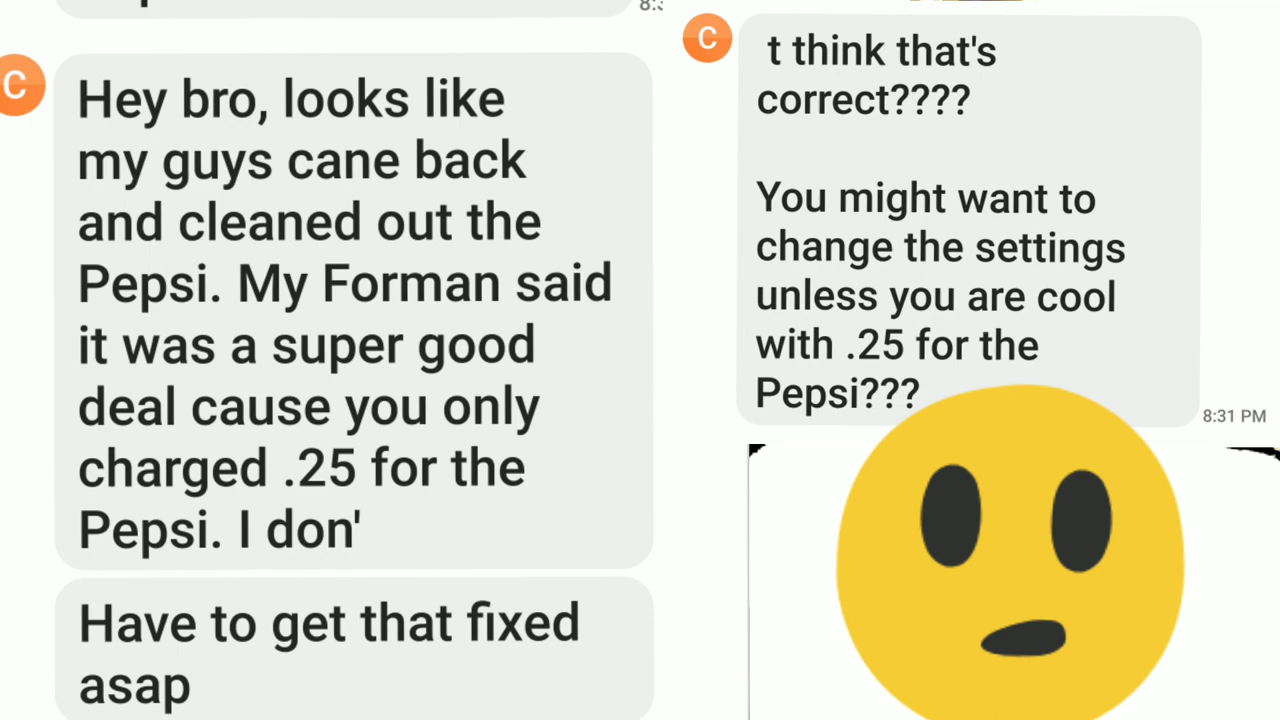 C
Hey bro, looks like
my guys cane back
and cleaned out the
Pepsi. My Forman said
it was a super good
deal cause you only
charged .25 for the
Pepsi. I don'
Have to get that fixed
asap
C
t think that's
correct????
You might want to
change the settings
unless you are cool
with .25 for the
Pepsi???
8:31 PM